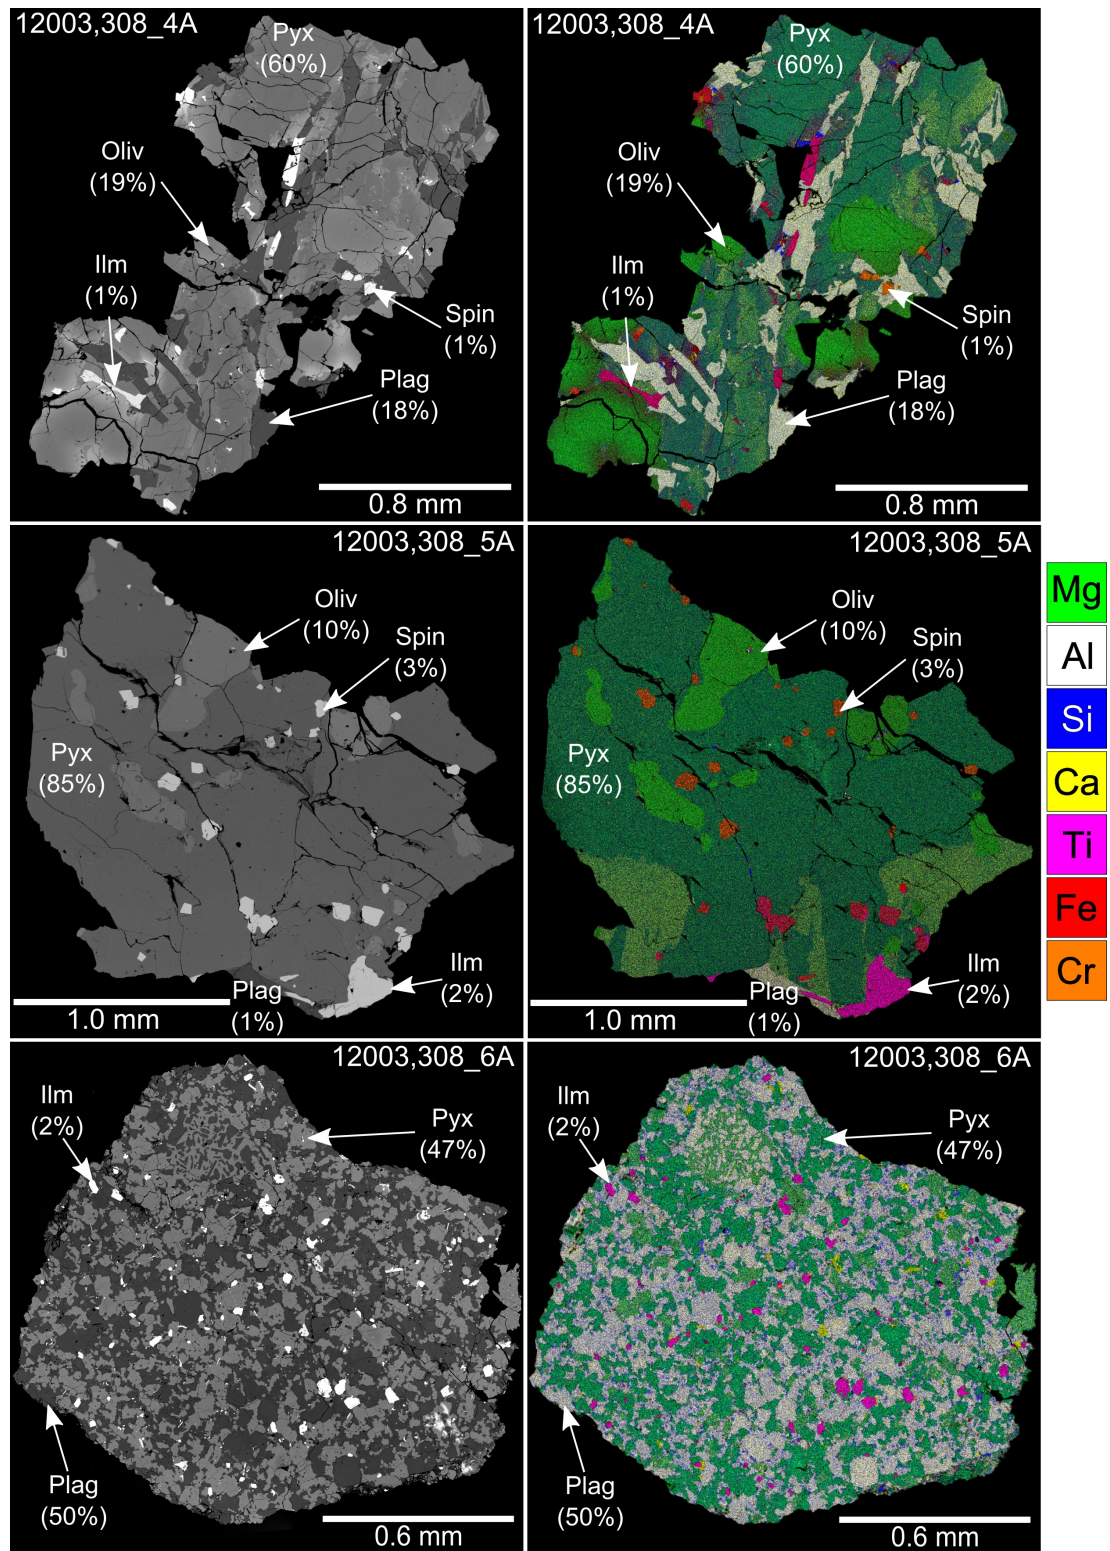 12003,308_4A
Pyx
(60%)
Oliv
(19%)
Ilm
(1%)
Spin
(1%)
Plag
(18%)
0.8 mm
12003,308_4A
Pyx
(60%)
Oliv
(19%)
Ilm
(1%)
Spin
(1%)
Plag
(18%)
0.8 mm
12003,308_5A
Oliv
(10%)
Spin
(3%)
Pyx
(85%)
Ilm
(2%)
Plag
(1%)
1.0 mm
12003,308_5A
Oliv
(10%)
Spin
(3%)
Pyx
(85%)
Ilm
(2%)
Plag
(1%)
1.0 mm
Mg
Al
Si
Ca
Ti
Fe
Cr
12003,308_6A
Ilm
(2%)
Pyx
(47%)
Plag
(50%)
0.6 mm
12003,308_6A
Ilm
(2%)
Pyx
(47%)
Plag
(50%)
0.6 mm